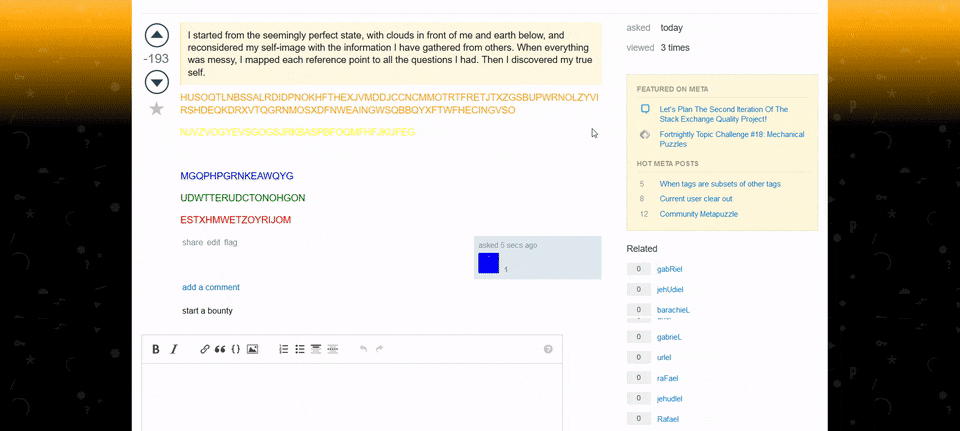 -193
I started from the seemingly perfect state, with clouds in front of me and earth below, and
reconsidered my self-image with the information I have gathered from others. When everything
was messy, I mapped each reference point to all the questions I had. Then I discovered my true
self.
HUSOQTLNBSSALRDIDPNOKHFTHEXJVMDDJCCNCMMOTRTFRETJTXZGSBUPWRNOLZYVI
RSHDEQKDRXVTQGRNMOSXDFNWEAINGWSQBBQYXFTWFHECINGVSO
MGQPHPGRNKEAWQYG
UDWTTERUDCTONOHGON
ESTXHMWETZOYRIJOM
share edit flag
asked 5 secs ago
1
add a comment
start a bounty
B I
asked today
viewed 3 times
FEATURED ON META
Let's Plan The Second Iteration Of The
Stack Exchange Quality Project!
Fortnightly Topic Challenge #18: Mechanical
Puzzles
HOT META POSTS
5 When tags are subsets of other tags
8 Current user clear out
12 Community Metapuzzle
Related
0 gabRiel
0 jehUdiel
0 barachieL
0 gabrieL
0 urIel
0 raFael
0 jehudIel
0 Rafael